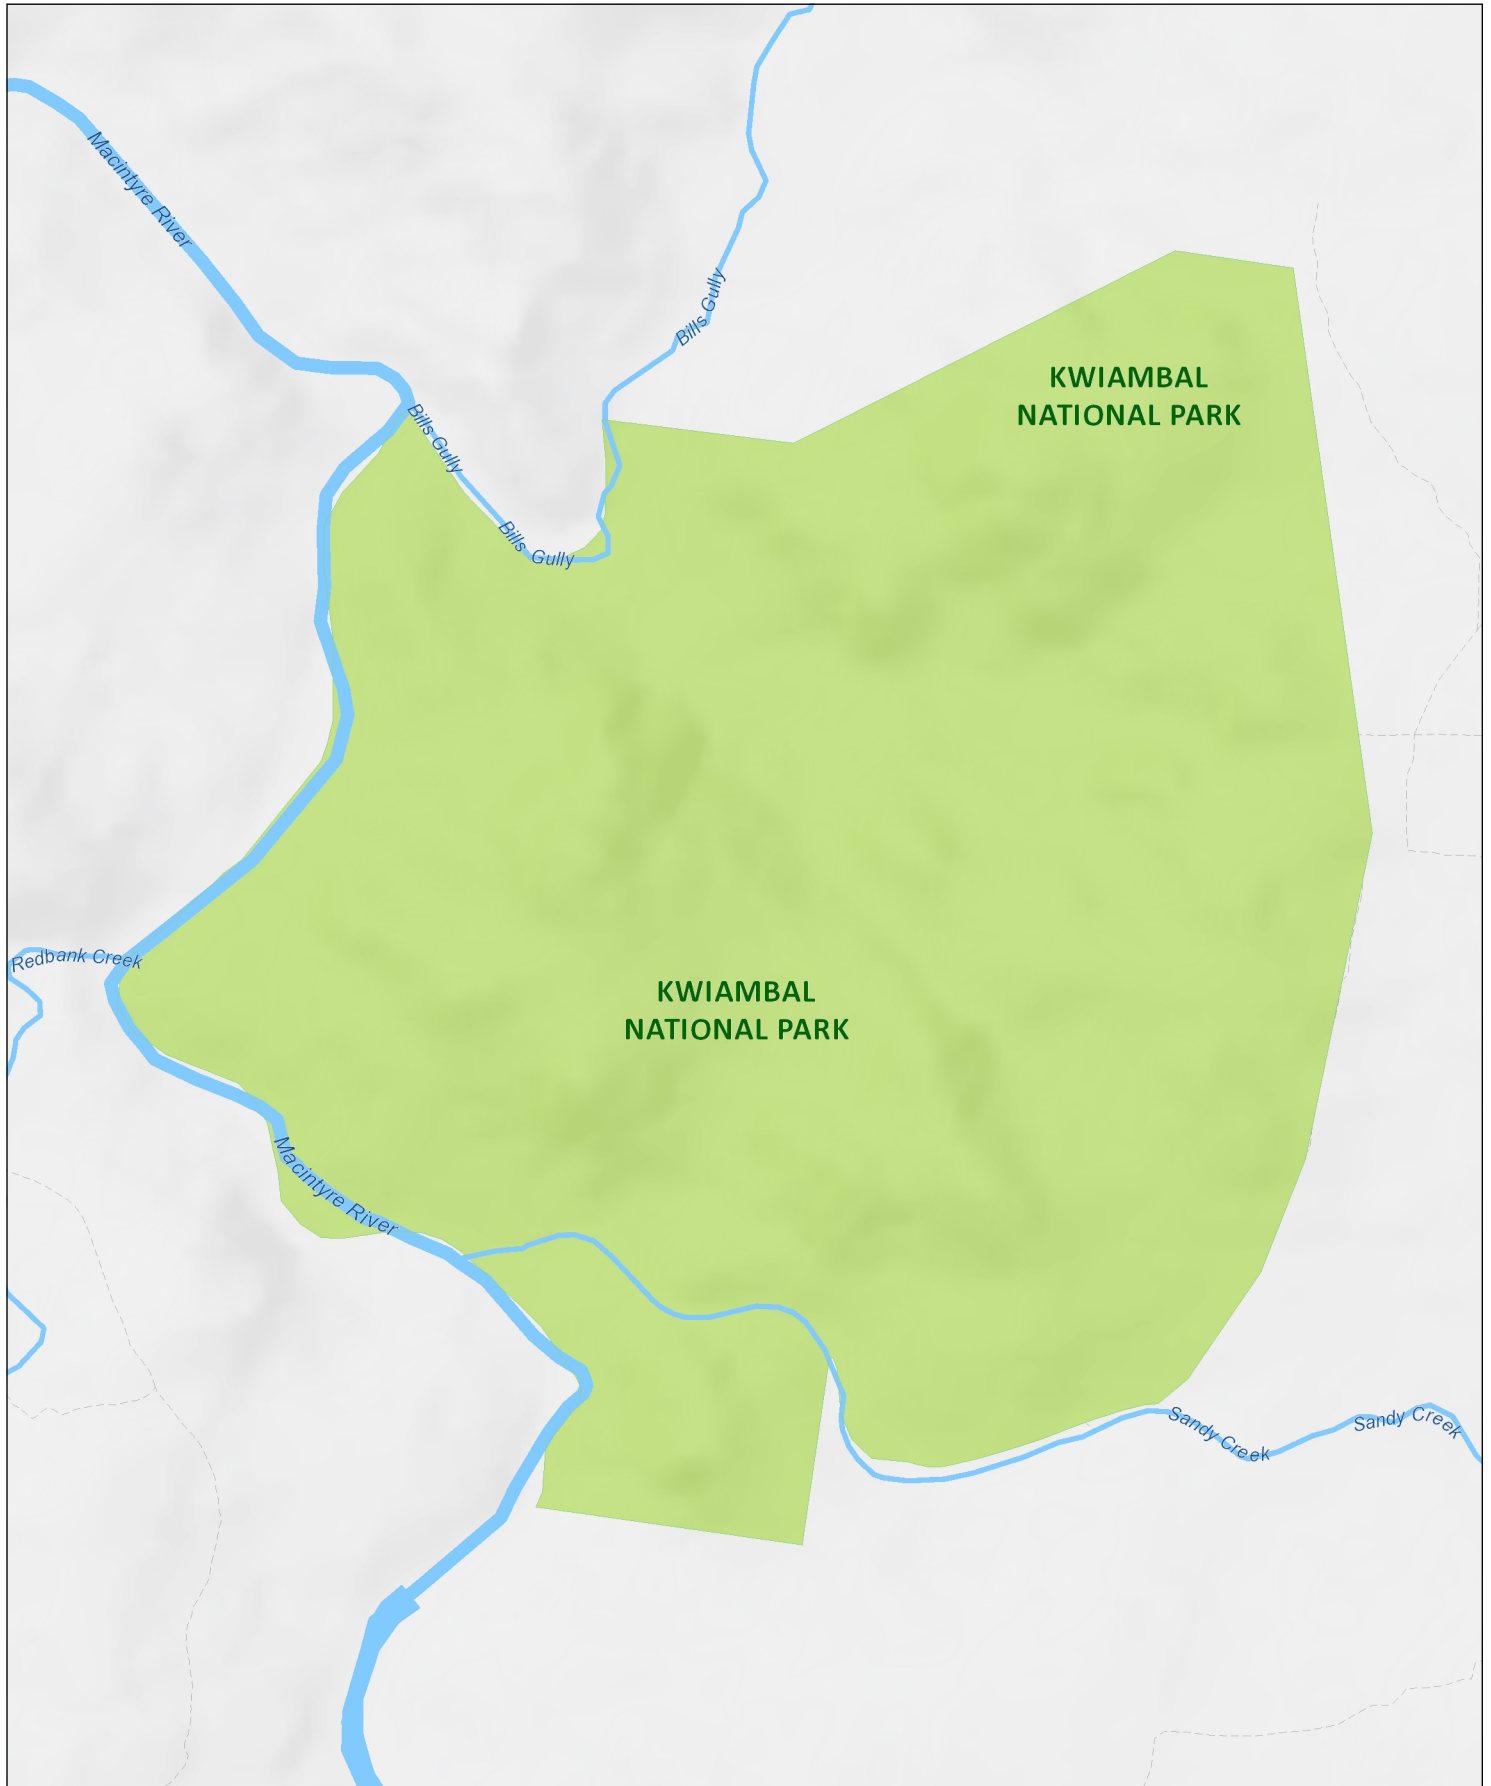 Macintyre River
Bills Gully
KWIAMBAL
NATIONAL PARK
Bills Gully
Bills Gully
Redbank Creek
KWIAMBAL
NATIONAL PARK
Macintyre River
Sandy Creek
Sandy Creek